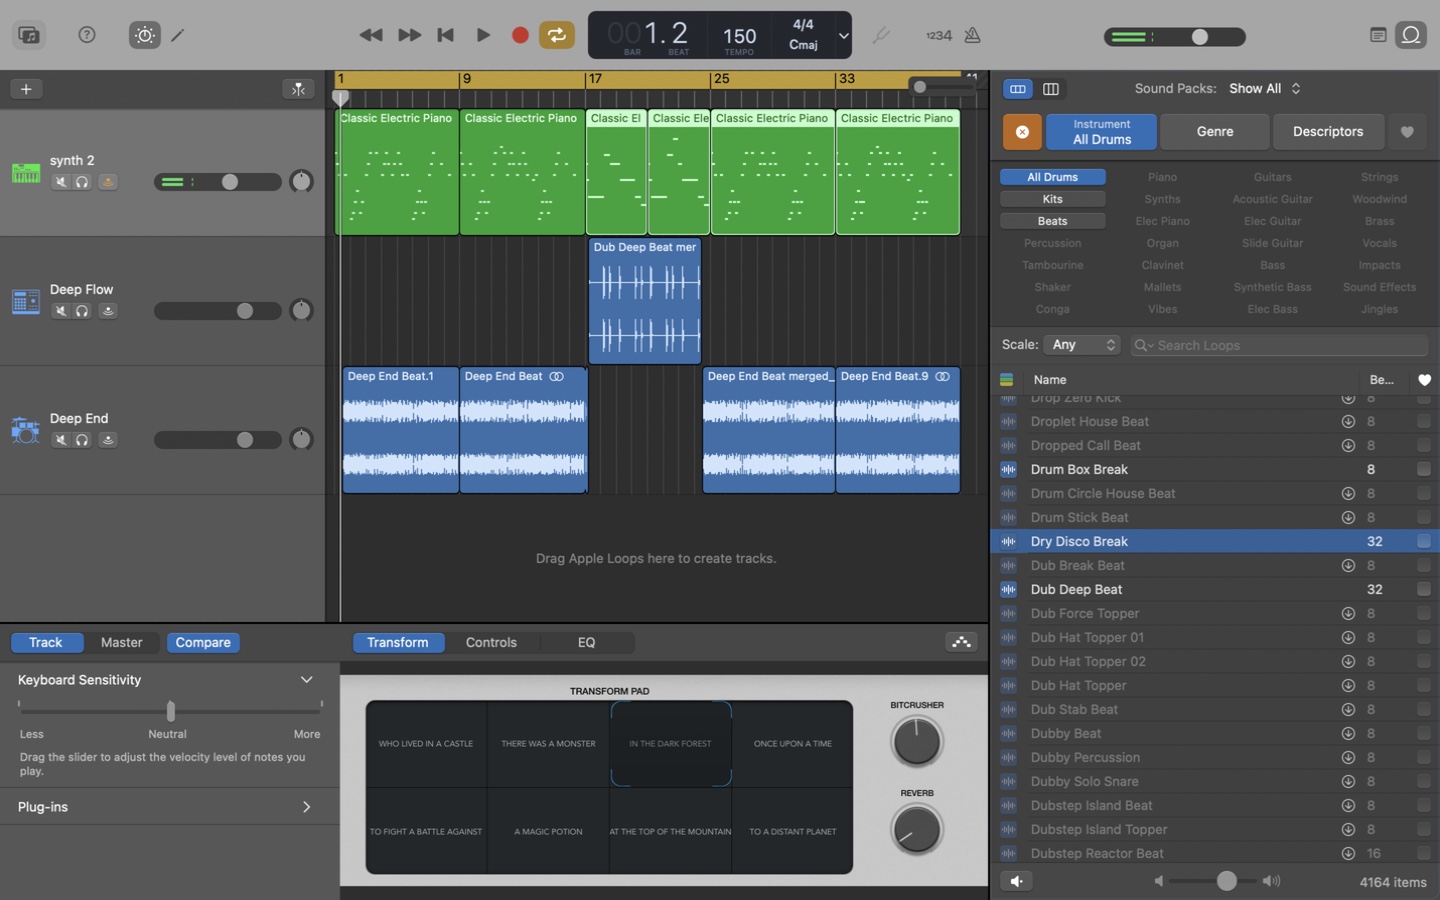 1234
001.2
BAR
BEAT
150
TEMPO
4/4
Cmaj
1
9
17
25
33
synth 2
Deep Flow
Deep End
Classic Electric Piano
Classic Electric Piano
Classic El
Classic Ele
Classic Electric Piano
Classic Electric Piano
Dub Deep Beat mer
Deep End Beat.1
Deep End Beat
Deep End Beat merged_
Deep End Beat.9
Drag Apple Loops here to create tracks.
Track
Master
Compare
Keyboard Sensitivity
Less
Neutral
More
Drag the slider to adjust the velocity level of notes you
play.
Plug-ins
Transform
Controls
EQ
TRANSFORM PAD
WHO LIVED IN A CASTLE
THERE WAS A MONSTER
IN THE DARK FOREST
ONCE UPON A TIME
TO FIGHT A BATTLE AGAINST
A MAGIC POTION
AT THE TOP OF THE MOUNTAIN
TO A DISTANT PLANET
BITCRUSHER
REVERB
Sound Packs: Show All
Instrument
All Drums
Genre
Descriptors
All Drums
Piano
Guitars
Strings
Kits
Synths
Acoustic Guitar
Woodwind
Beats
Elec Piano
Elec Guitar
Brass
Percussion
Organ
Slide Guitar
Vocals
Tambourine
Clavinet
Bass
Impacts
Shaker
Mallets
Synthetic Bass
Sound Effects
Conga
Vibes
Elec Bass
Jingles
Scale: Any
Search Loops
Name
Be...
Drop Zero Kick 8
Droplet House Beat 8
Dropped Call Beat 8
Drum Box Break 8
Drum Circle House Beat 8
Drum Stick Beat 8
Dry Disco Break 32
Dub Break Beat 8
Dub Deep Beat 32
Dub Force Topper 8
Dub Hat Topper 01 8
Dub Hat Topper 02 8
Dub Hat Topper 8
Dub Stab Beat 8
Dubby Beat 8
Dubby Percussion 8
Dubby Solo Snare 8
Dubstep Island Beat 8
Dubstep Island Topper 8
Dubstep Reactor Beat 16
4164 items